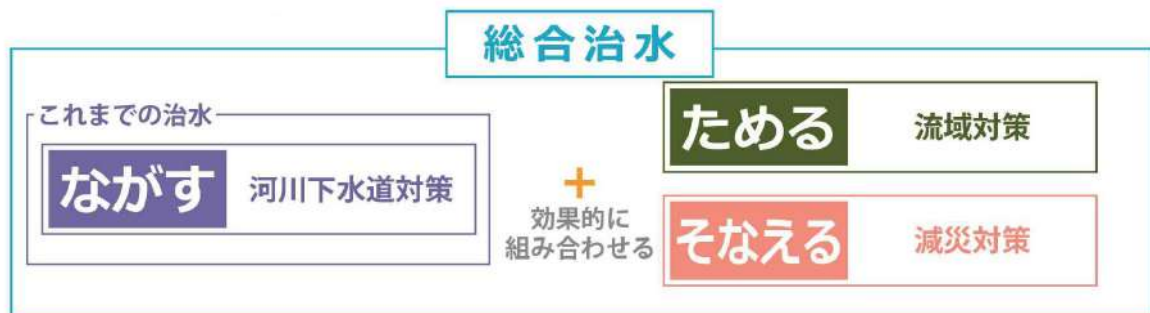 総合治水
これまでの治水
ながす 河川下水道対策
+
効果的に
組み合わせる
ためる 流域対策
そなえる 減災対策